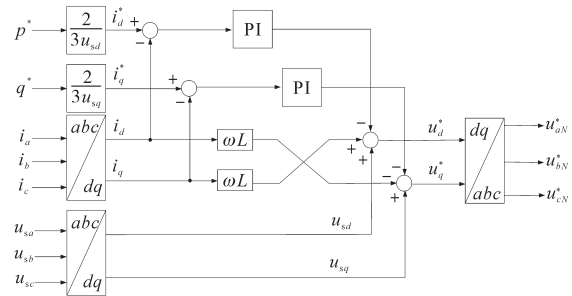 p* 2/3u_sd i_d* + − PI
q* 2/3u_sq i_q* + − PI
i_a abc i_d ωL − + + u_d* dq u_aN*
i_b u_bN*
i_c dq i_q ωL − − + u_q* abc u_cN*
u_sa abc u_sd
u_sb
u_sc dq u_sq